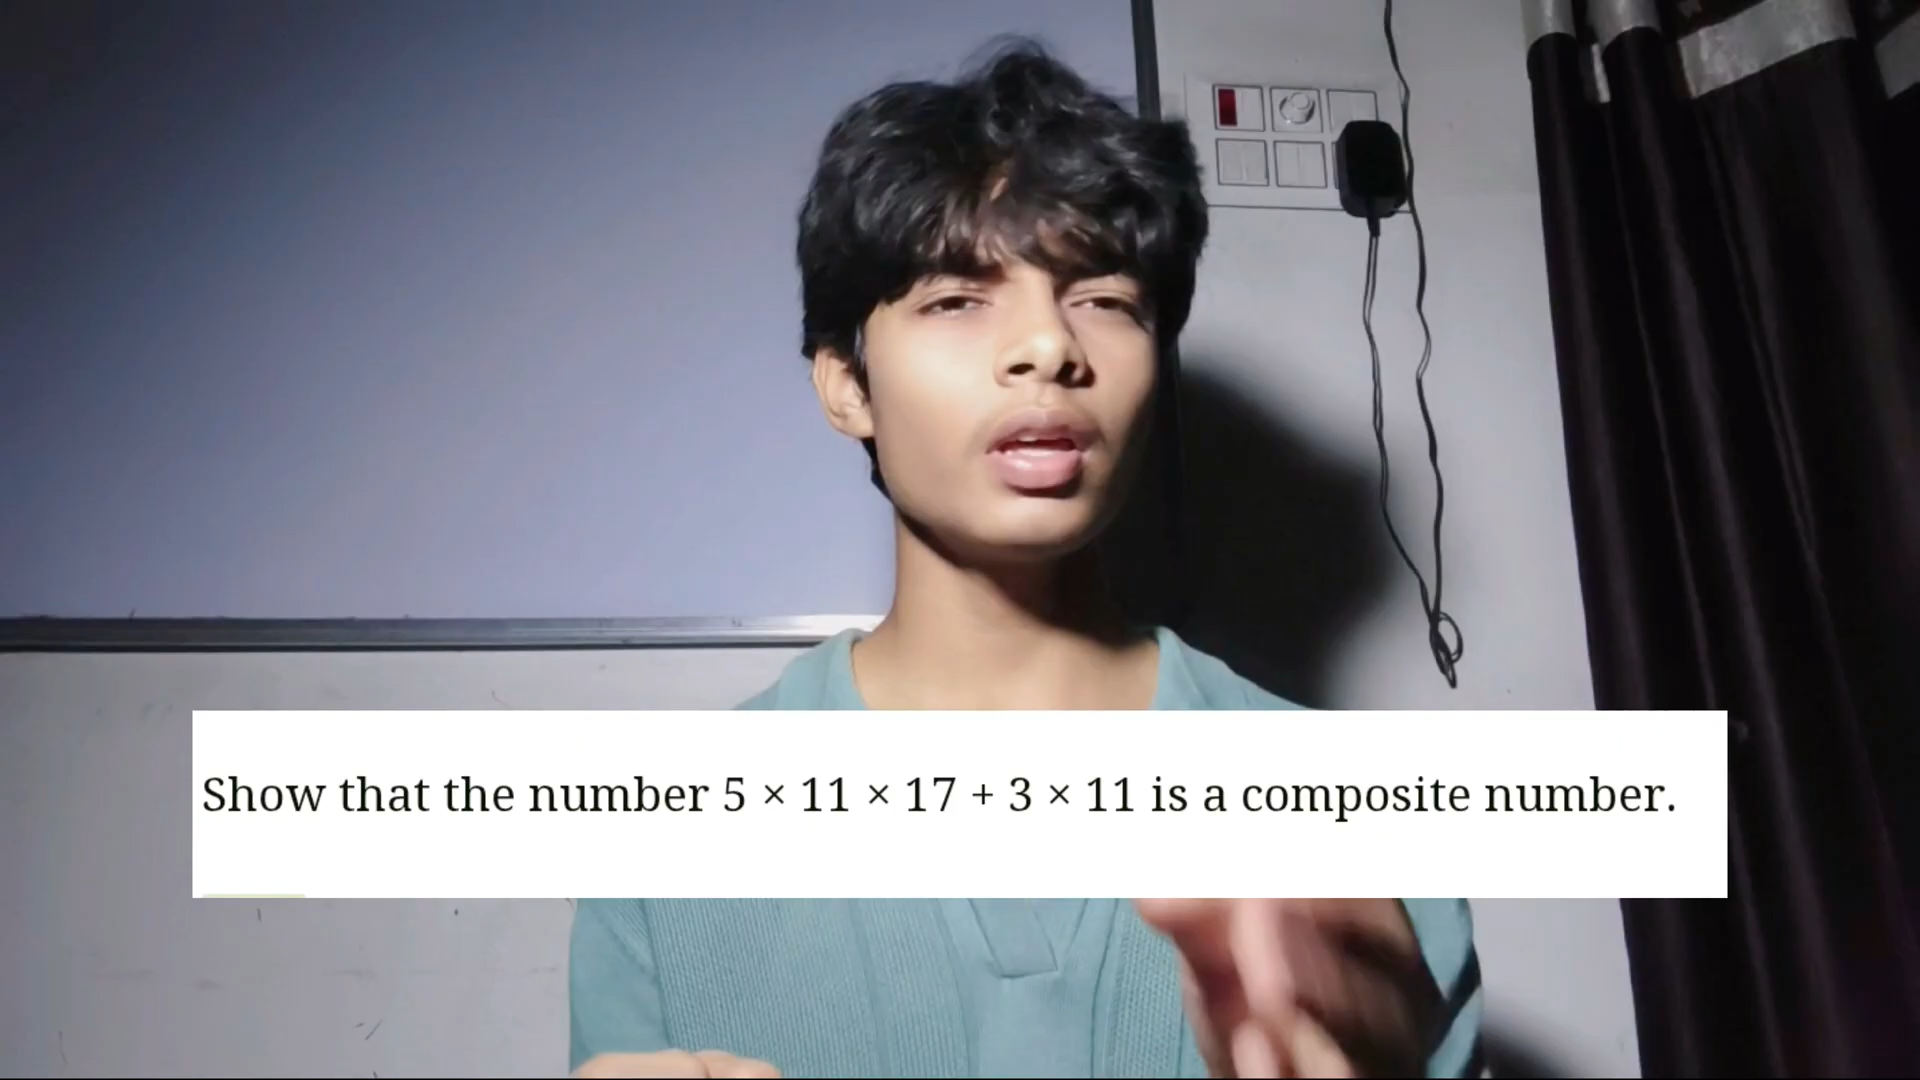 Show that the number 5 × 11 × 17 + 3 × 11 is a composite number.